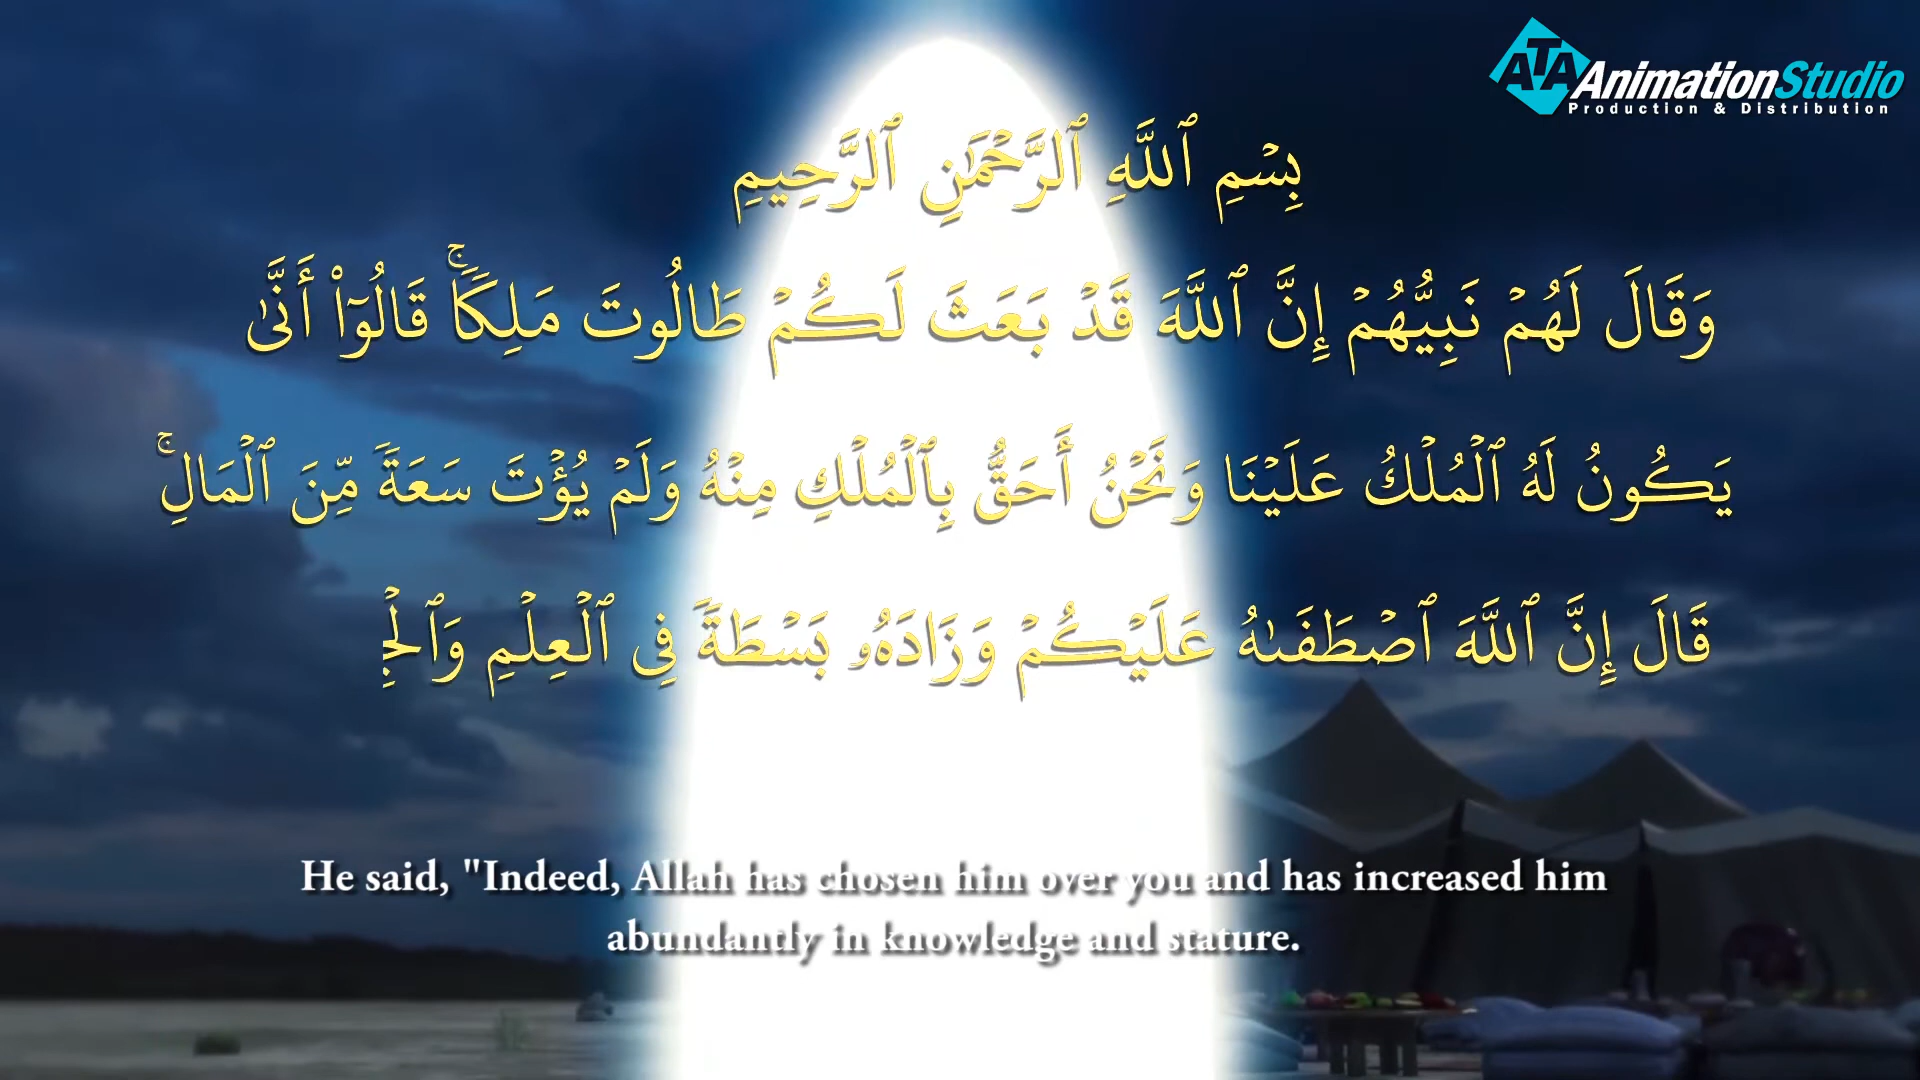 ATA AnimationStudio
Production & Distribution
بِسْمِ ٱللَّهِ ٱلرَّحْمَٰنِ ٱلرَّحِيمِ
وَقَالَ لَهُمْ نَبِيُّهُمْ إِنَّ ٱللَّهَ قَدْ بَعَثَ لَكُمْ طَالُوتَ مَلِكًا ۚ قَالُوٓا۟ أَنَّىٰ
يَكُونُ لَهُ ٱلْمُلْكُ عَلَيْنَا وَنَحْنُ أَحَقُّ بِٱلْمُلْكِ مِنْهُ وَلَمْ يُؤْتَ سَعَةً مِّنَ ٱلْمَالِ ۚ
قَالَ إِنَّ ٱللَّهَ ٱصْطَفَىٰهُ عَلَيْكُمْ وَزَادَهُۥ بَسْطَةً فِى ٱلْعِلْمِ وَٱلْجِ
He said, "Indeed, Allah has chosen him over you and has increased him
abundantly in knowledge and stature.